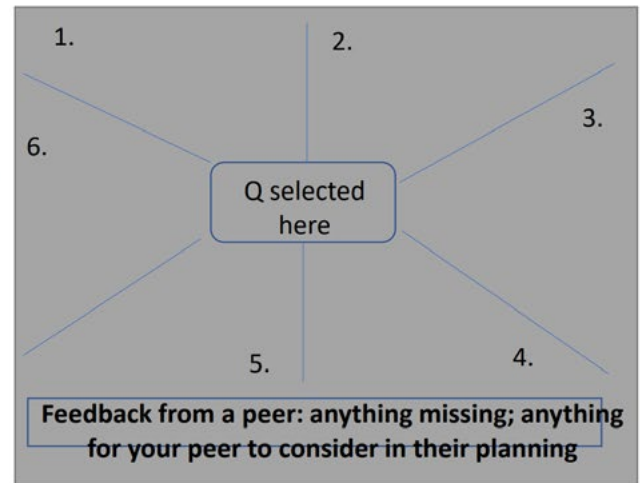 1.
2.
3.
6.
Q selected
here
5.
4.
Feedback from a peer: anything missing; anything
for your peer to consider in their planning